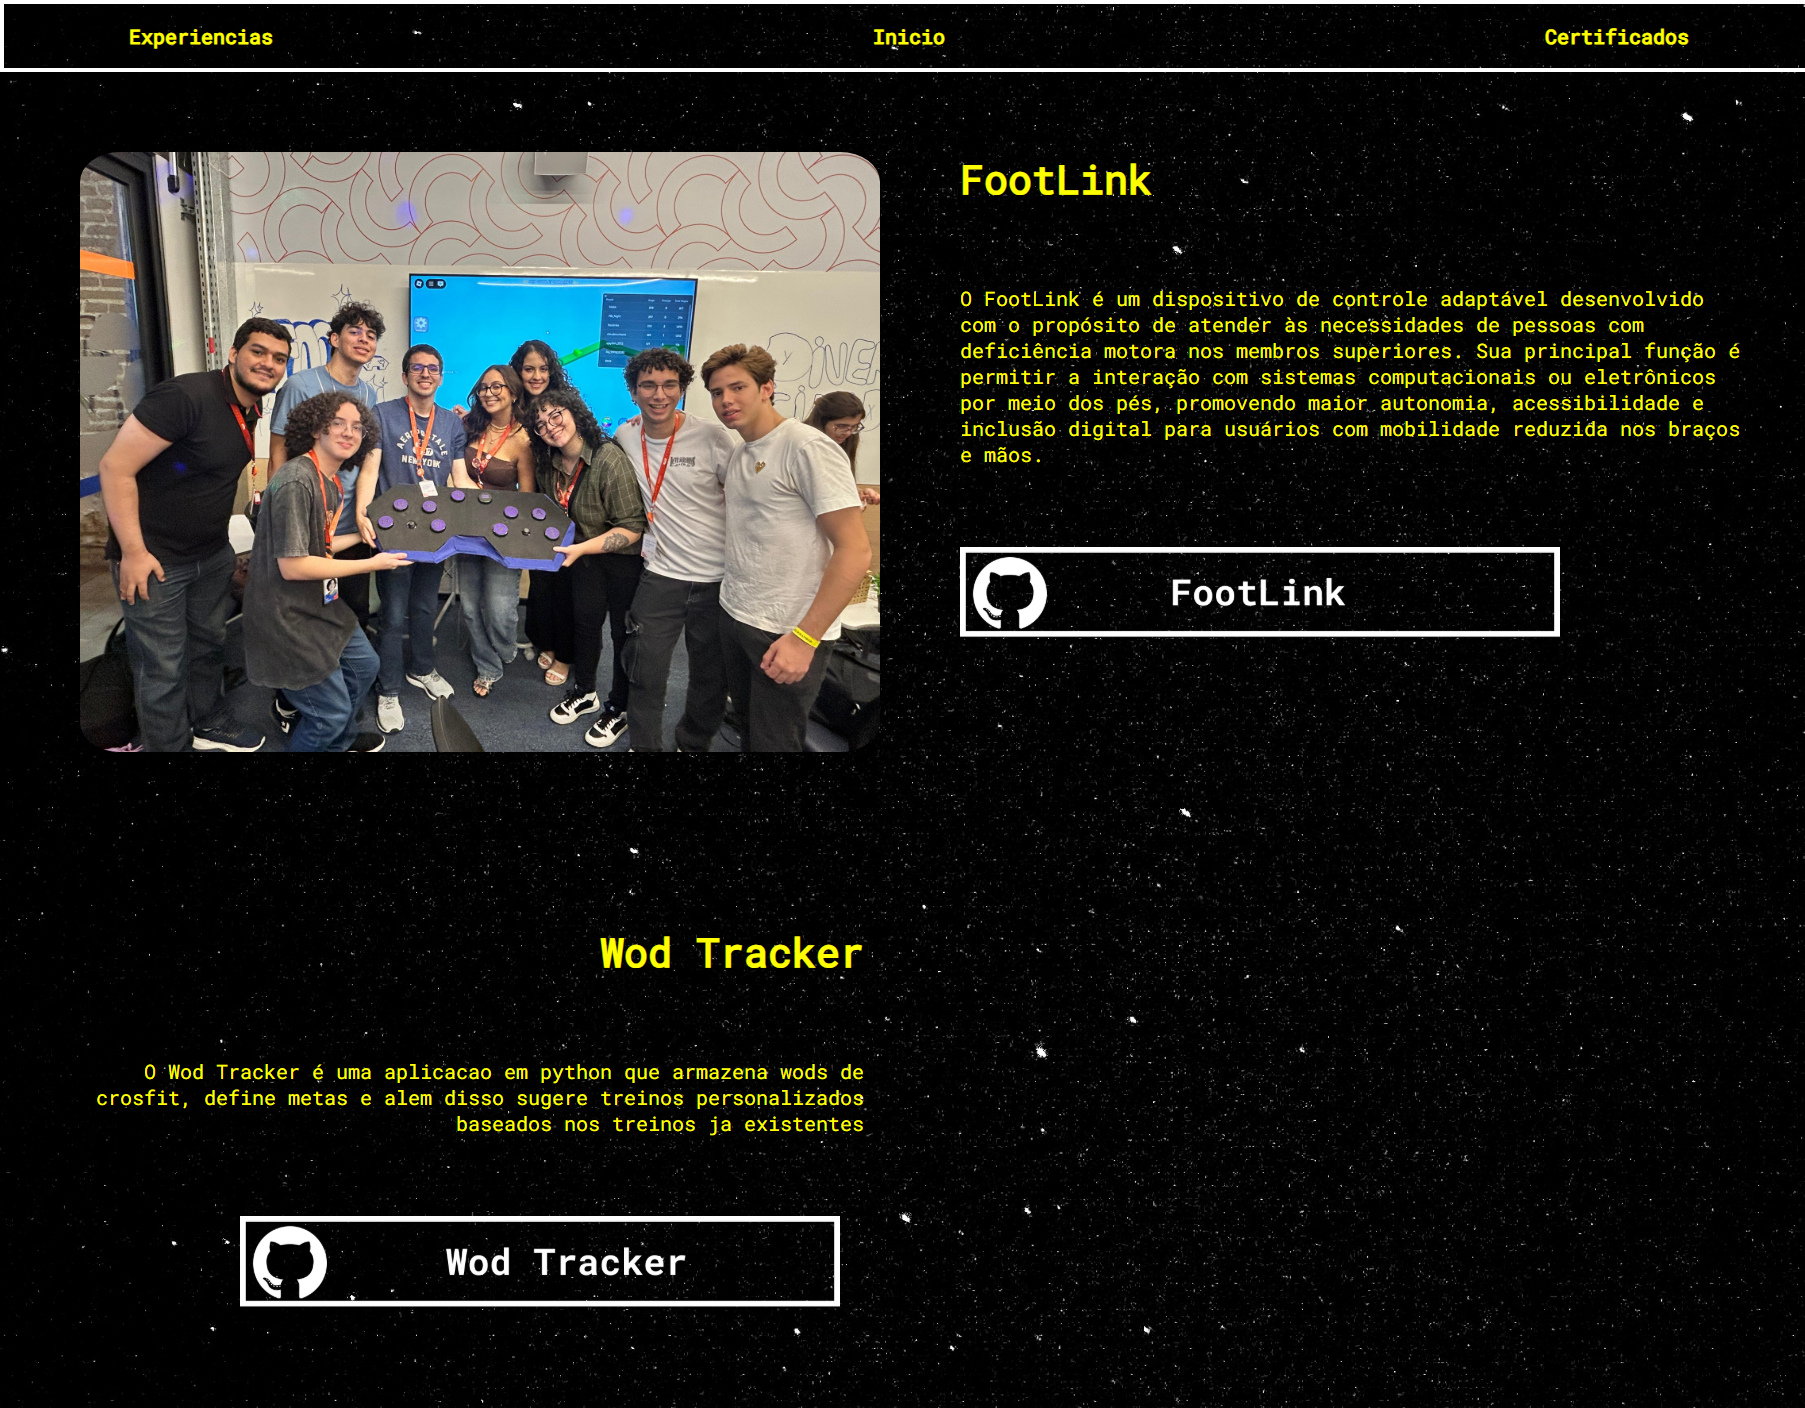 Experiencias
Inicio
Certificados
FootLink
O FootLink é um dispositivo de controle adaptável desenvolvido
com o propósito de atender às necessidades de pessoas com
deficiência motora nos membros superiores. Sua principal função é
permitir a interação com sistemas computacionais ou eletrônicos
por meio dos pés, promovendo maior autonomia, acessibilidade e
inclusão digital para usuários com mobilidade reduzida nos braços
e mãos.
AEROPOSTALE
NEW YORK
FootLink
Wod Tracker
O Wod Tracker é uma aplicacao em python que armazena wods de
crosfit, define metas e alem disso sugere treinos personalizados
baseados nos treinos ja existentes
Wod Tracker